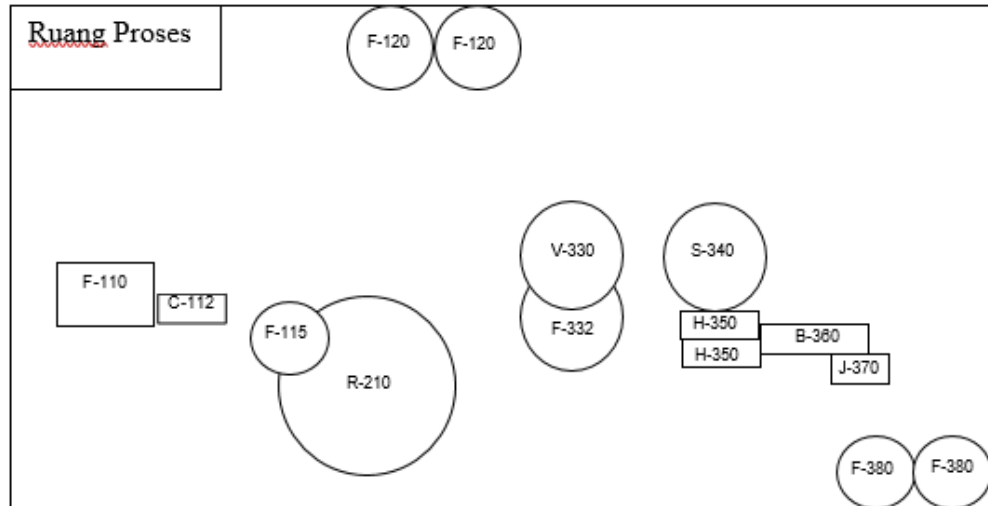 Ruang Proses
F-120
F-120
V-330
S-340
F-110
C-112
F-115
F-332
H-350
B-360
H-350
J-370
R-210
F-380
F-380